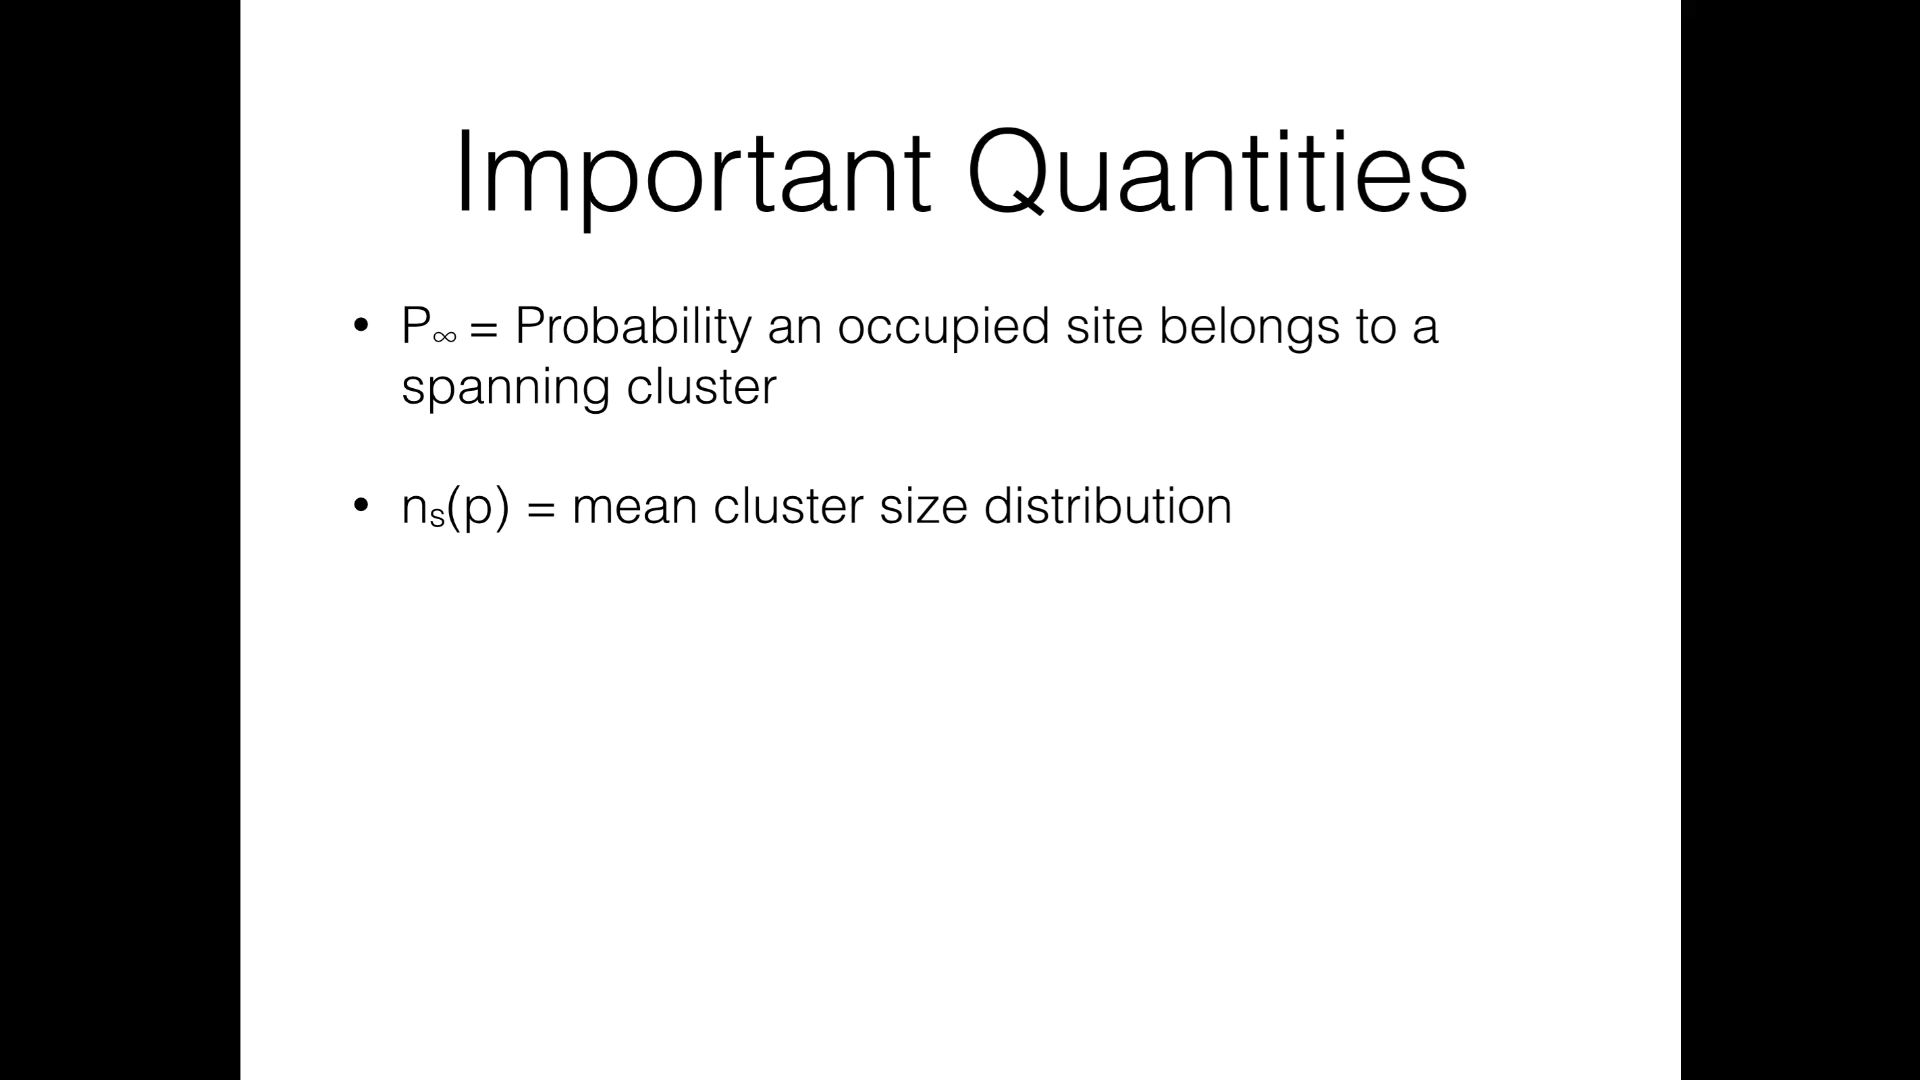 Important Quantities
• P∞ = Probability an occupied site belongs to a
spanning cluster
• nₛ(p) = mean cluster size distribution